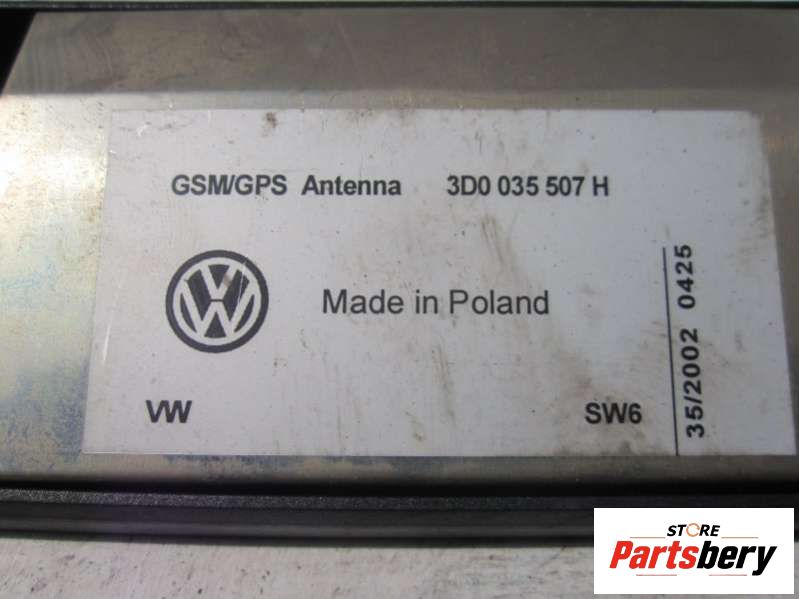 GSM/GPS Antenna 3D0 035 507 H
Made in Poland
VW SW6
35/2002 0425
STORE
Partsbery